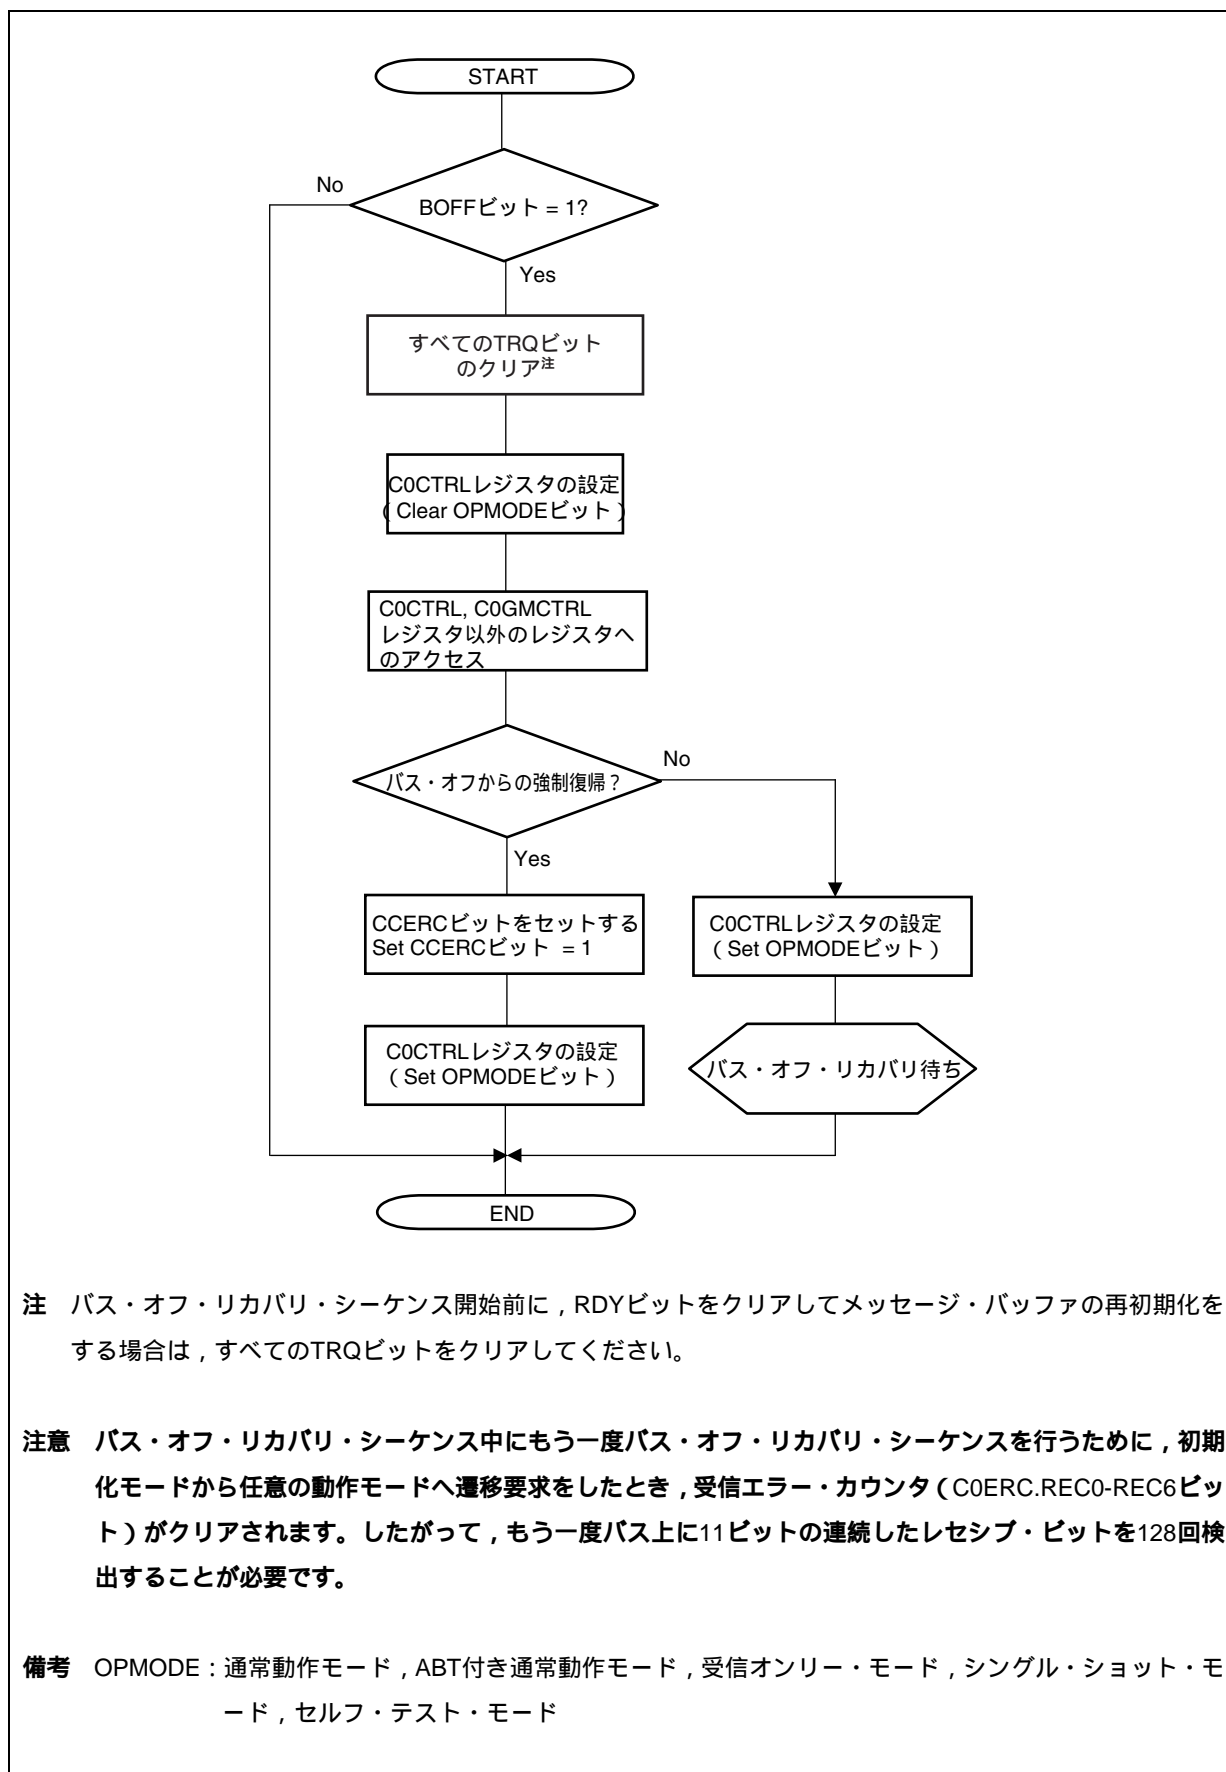 START
No
BOFFビット = 1?
Yes
すべてのTRQビット
のクリア注
C0CTRLレジスタの設定
（Clear OPMODEビット）
C0CTRL, C0GMCTRL
レジスタ以外のレジスタへ
のアクセス
バス・オフからの強制復帰？
No
Yes
CCERCビットをセットする
Set CCERCビット = 1
C0CTRLレジスタの設定
（Set OPMODEビット）
C0CTRLレジスタの設定
（Set OPMODEビット）
バス・オフ・リカバリ待ち
END
注　バス・オフ・リカバリ・シーケンス開始前に，RDYビットをクリアしてメッセージ・バッファの再初期化を
する場合は，すべてのTRQビットをクリアしてください。
注意　バス・オフ・リカバリ・シーケンス中にもう一度バス・オフ・リカバリ・シーケンスを行うために，初期
化モードから任意の動作モードへ遷移要求をしたとき，受信エラー・カウンタ（C0ERC.REC0-REC6ビッ
ト）がクリアされます。したがって，もう一度バス上に11ビットの連続したレセシブ・ビットを128回検
出することが必要です。
備考　OPMODE：通常動作モード，ABT付き通常動作モード，受信オンリー・モード，シングル・ショット・モ
ード，セルフ・テスト・モード